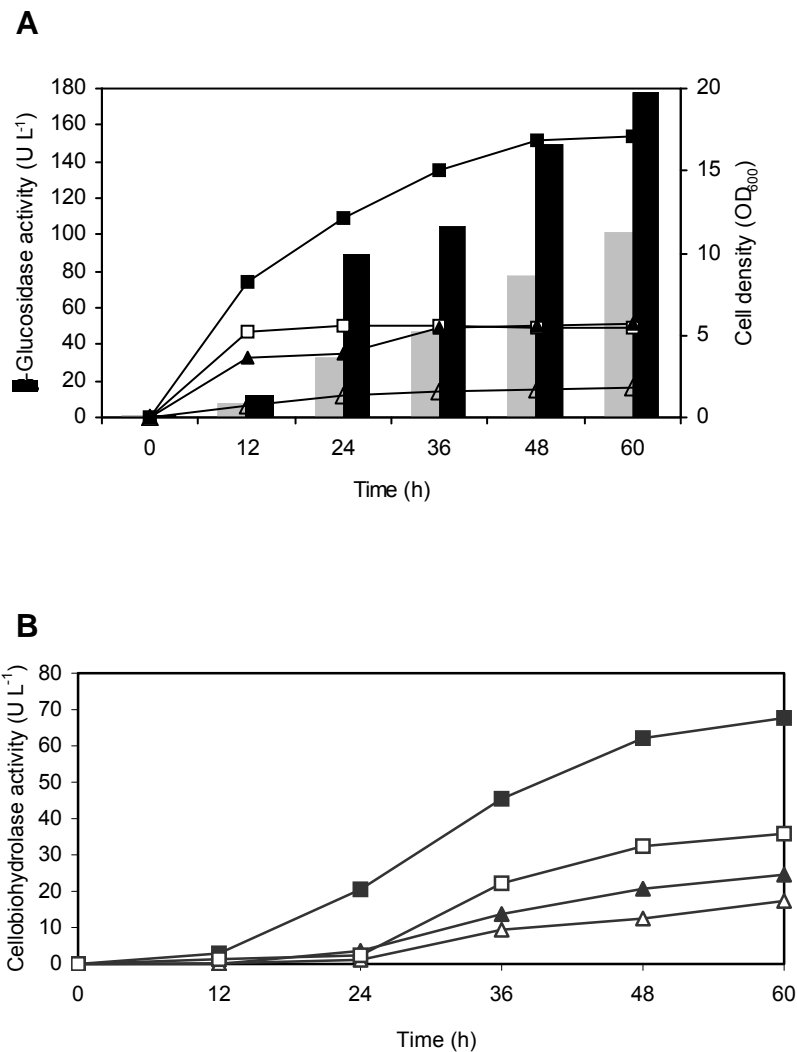 A
180
160
140
120
100
80
60
40
20
0
-Glucosidase activity (U L-1)
20
15
10
5
0
Cell density (OD600)
0 12 24 36 48 60
Time (h)
B
80
70
60
50
40
30
20
10
0
Cellobiohydrolase activity (U L-1)
0 12 24 36 48 60
Time (h)